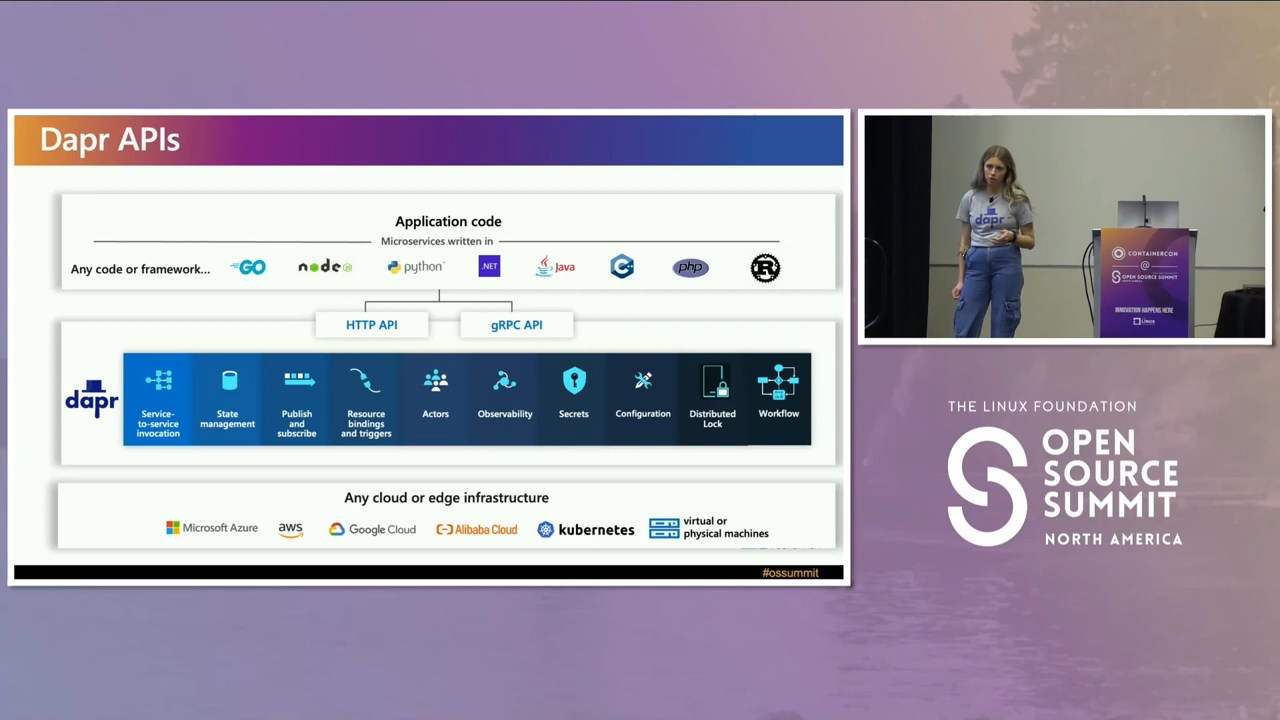 Dapr APIs
Application code
Microservices written in
Any code or framework...
GO
node
JS
python
.NET
Java
C++
php
R
HTTP API
gRPC API
dapr
Service-
to-service
invocation
State
management
Publish
and
subscribe
Resource
bindings
and triggers
Actors
Observability
Secrets
Configuration
Distributed
Lock
Workflow
Any cloud or edge infrastructure
Microsoft Azure
aws
Google Cloud
Alibaba Cloud
kubernetes
virtual or
physical machines
#ossummit
dapr
CONTAINERCON
@
OPEN SOURCE SUMMIT
INNOVATION HAPPENS HERE
THE LINUX FOUNDATION
OPEN
SOURCE
SUMMIT
NORTH AMERICA